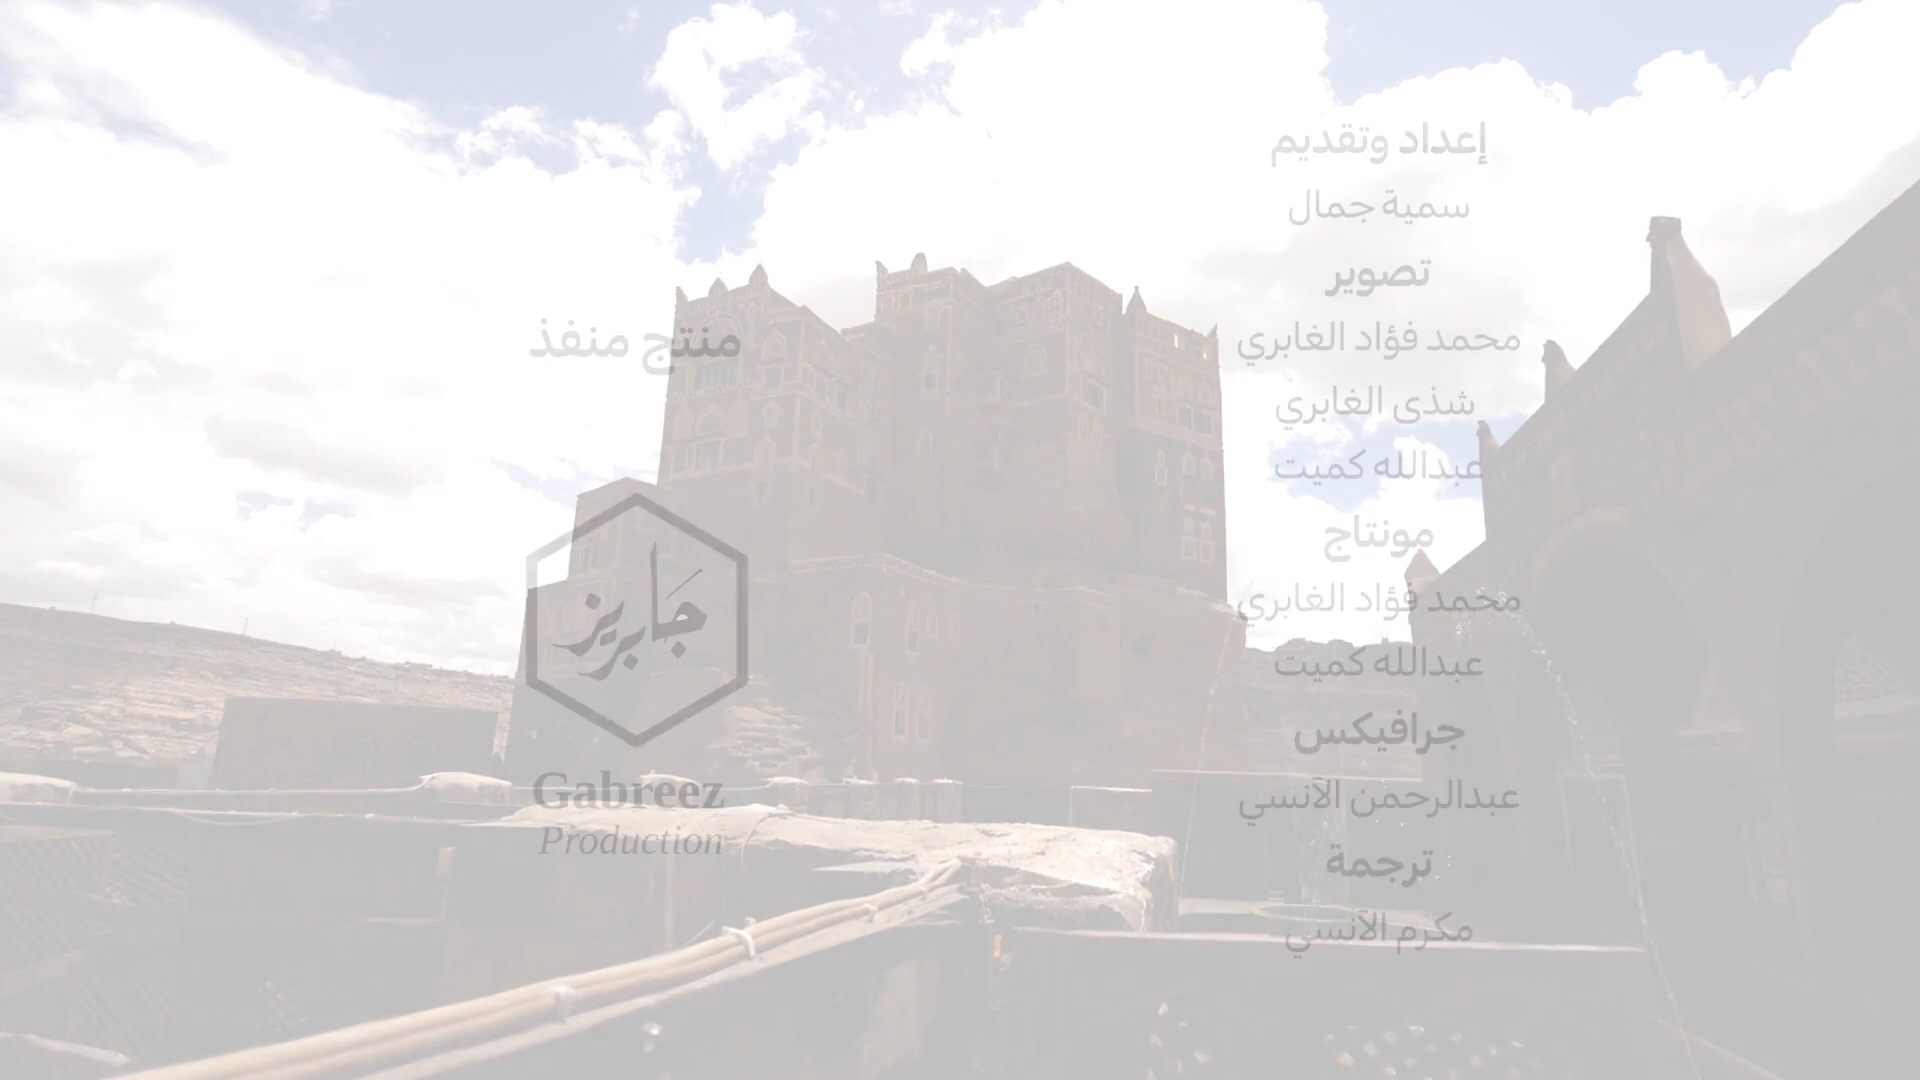 إعداد وتقديم
سمية جمال
تصوير
محمد فؤاد الغابري
شذى الغابري
عبدالله كميت
مونتاج
محمد فؤاد الغابري
عبدالله كميت
جرافيكس
عبدالرحمن الآنسي
ترجمة
مكرم الآنسي
منتج منفذ
جابريز
Gabreez
Production